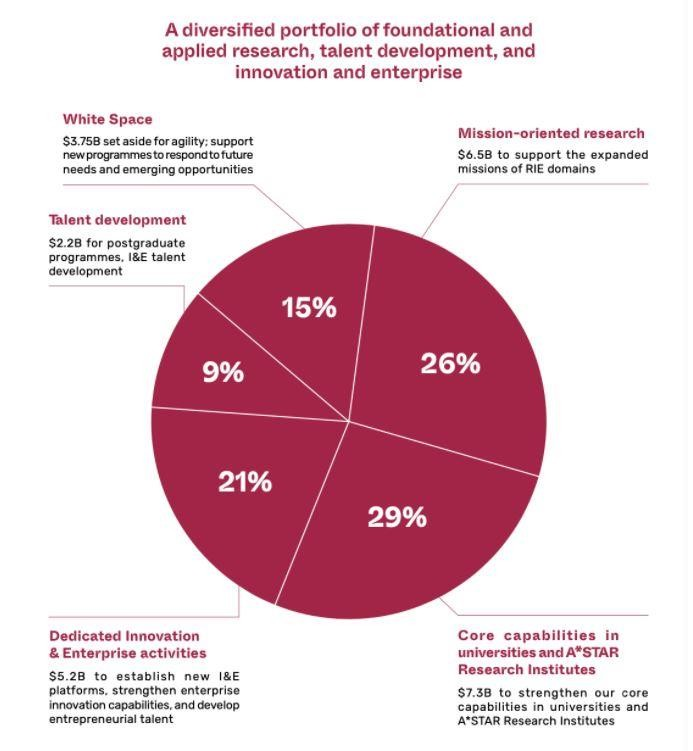 A diversified portfolio of foundational and
applied research, talent development, and
innovation and enterprise
White Space
$3.75B set aside for agility; support
new programmes to respond to future
needs and emerging opportunities
Mission-oriented research
$6.5B to support the expanded
missions of RIE domains
Talent development
$2.2B for postgraduate
programmes, I&E talent
development
15%
26%
9%
21%
29%
Dedicated Innovation
& Enterprise activities
$5.2B to establish new I&E
platforms, strengthen enterprise
innovation capabilities, and develop
entrepreneurial talent
Core capabilities in
universities and A*STAR
Research Institutes
$7.3B to strengthen our core
capabilities in universities and
A*STAR Research Institutes